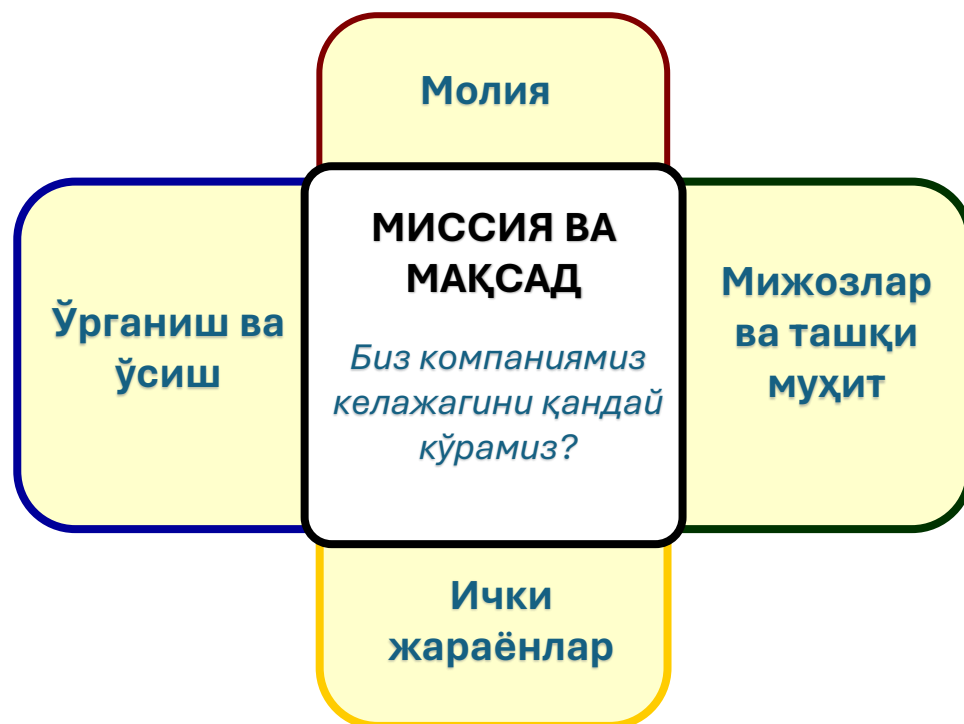 Молия
МИССИЯ ВА
МАҚСАД
Биз компаниямиз
келажагини қандай
кўрамиз?
Ўрганиш ва
ўсиш
Мижозлар
ва ташқи
муҳит
Ички
жараёнлар